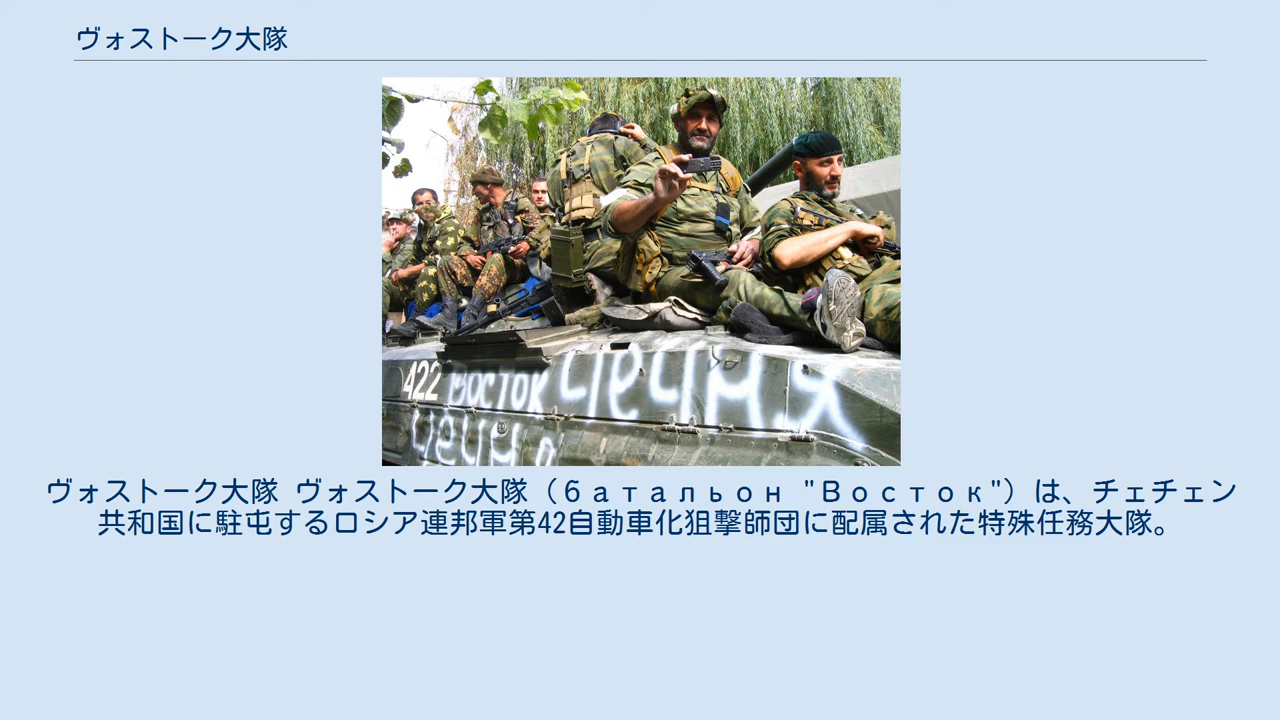 ヴォストーク大隊
422 Восток Чечня
Чечня
ヴォストーク大隊 ヴォストーク大隊（батальон "Восток"）は、チェチェン
共和国に駐屯するロシア連邦軍第42自動車化狙撃師団に配属された特殊任務大隊。